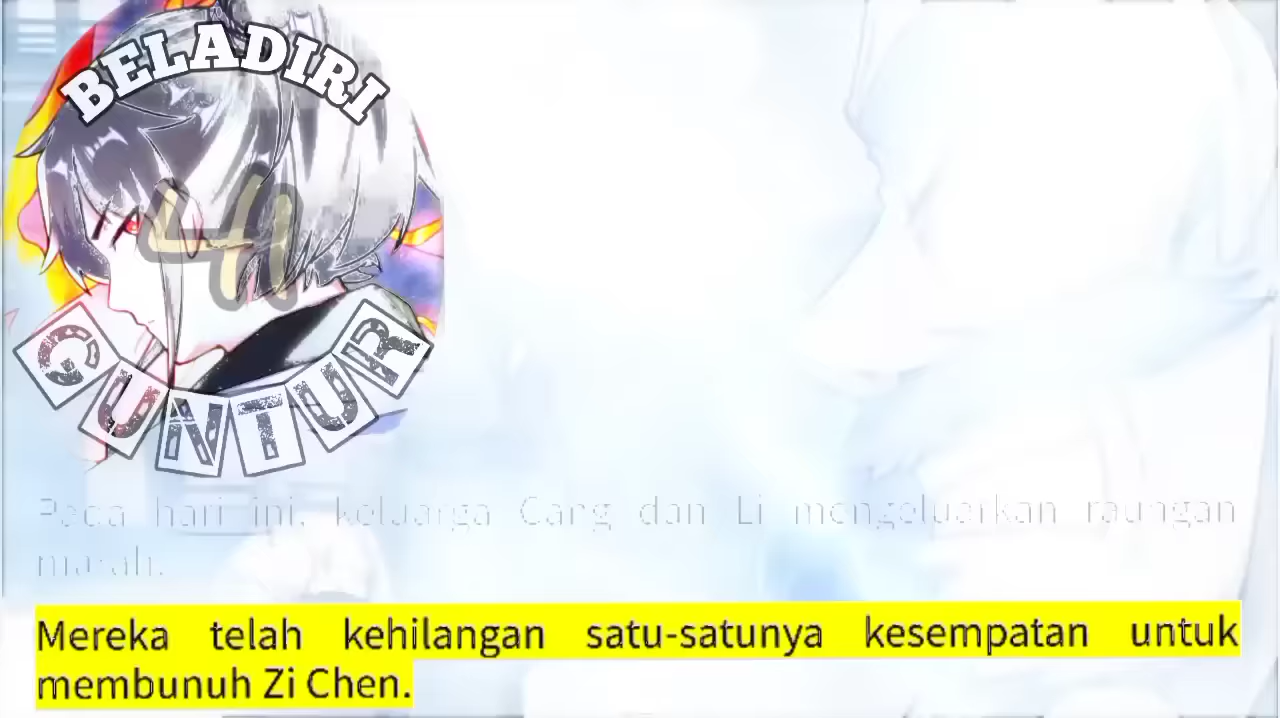 BELADIRI
GUNTUR
Pada hari ini, keluarga Cang dan Li mengeluarkan raungan
marah.
Mereka telah kehilangan satu-satunya kesempatan untuk
membunuh Zi Chen.